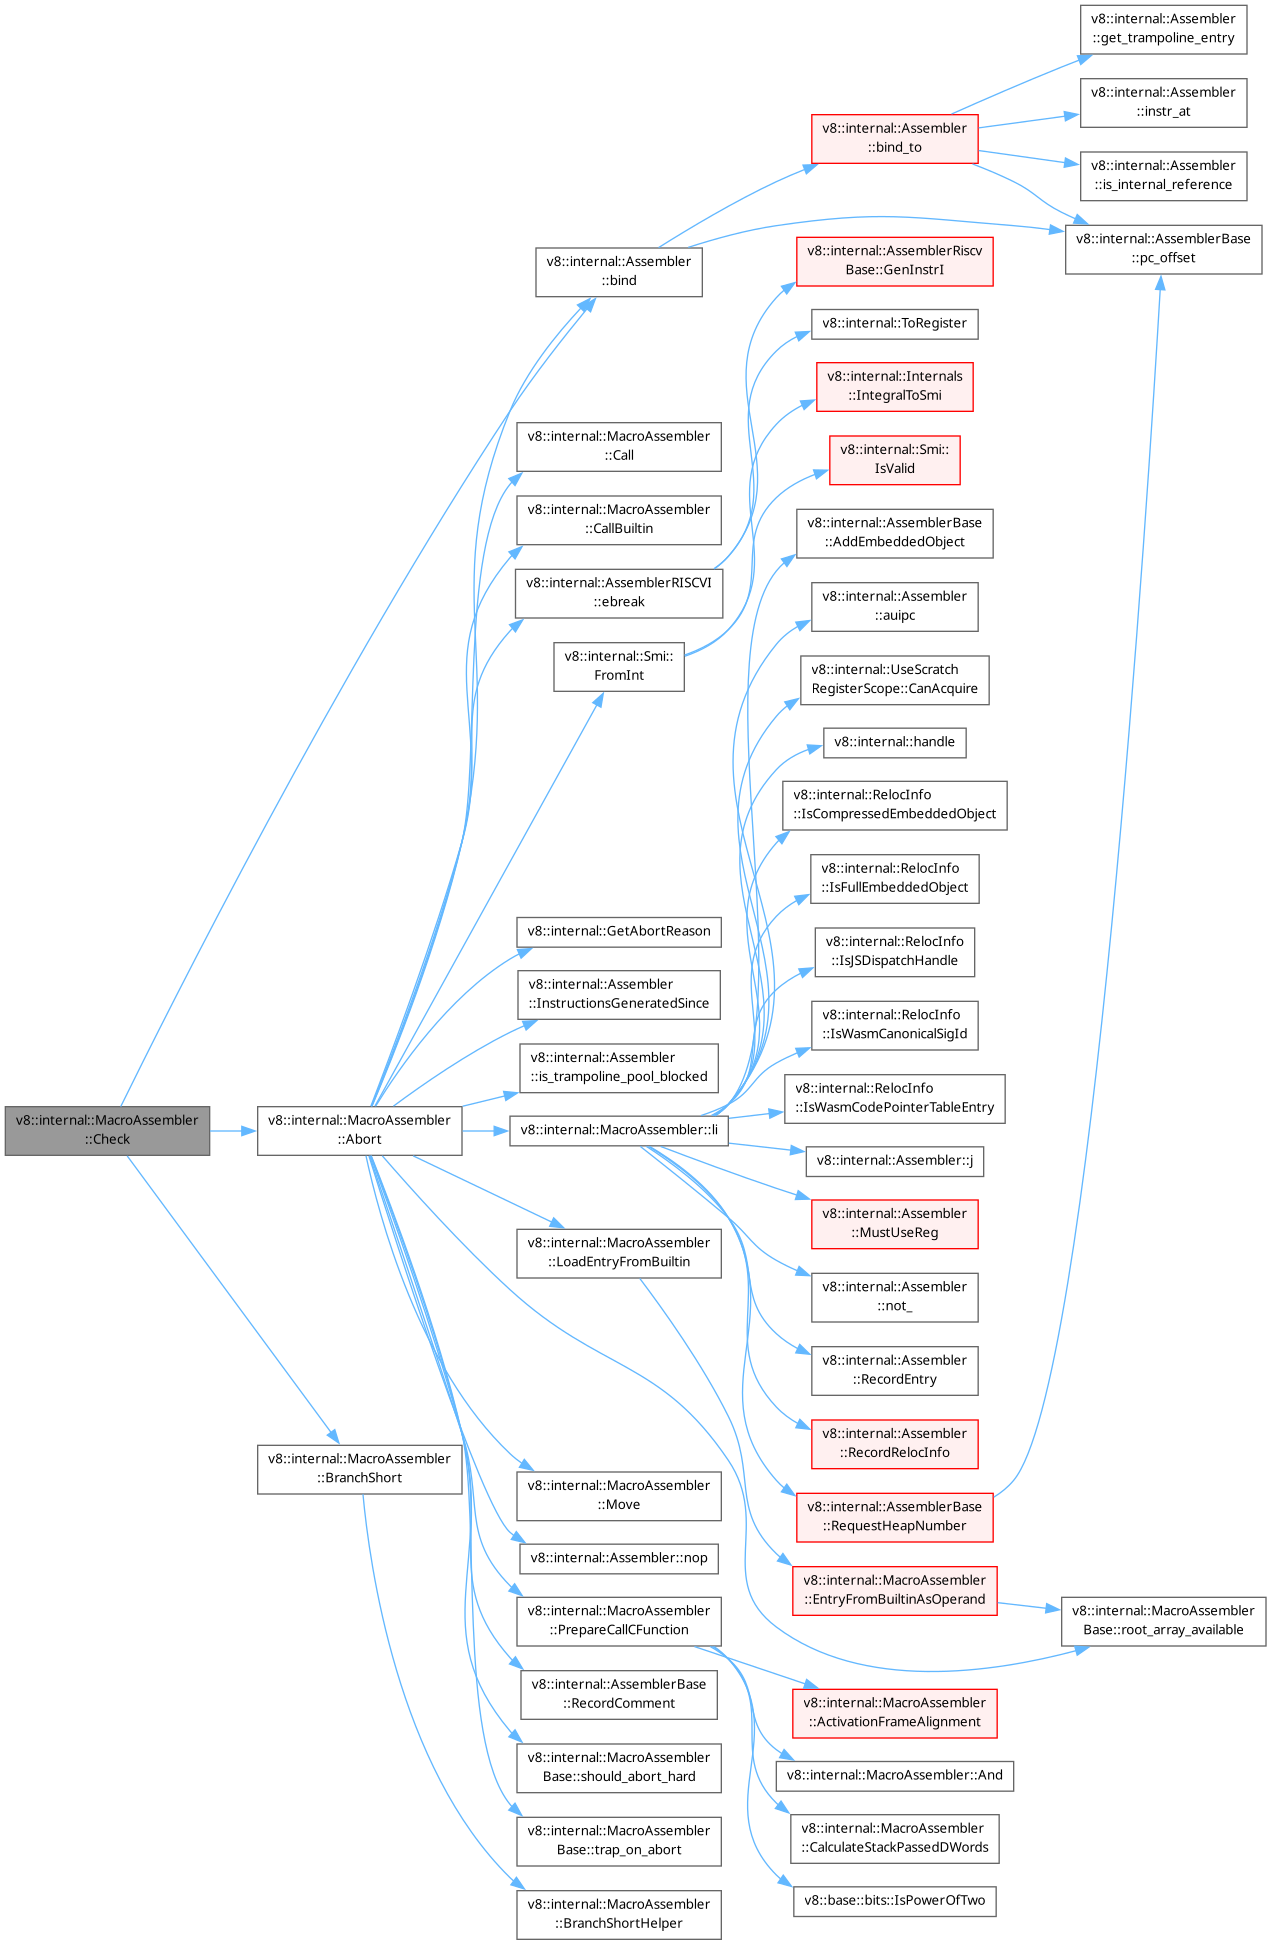 v8::internal::MacroAssembler
::Check
v8::internal::Assembler
::bind
v8::internal::Assembler
::bind_to
v8::internal::Assembler
::get_trampoline_entry
v8::internal::Assembler
::instr_at
v8::internal::Assembler
::is_internal_reference
v8::internal::AssemblerBase
::pc_offset
v8::internal::MacroAssembler
::Abort
v8::internal::MacroAssembler
::Call
v8::internal::MacroAssembler
::CallBuiltin
v8::internal::AssemblerRISCVI
::ebreak
v8::internal::AssemblerRiscv
Base::GenInstrI
v8::internal::ToRegister
v8::internal::Smi::
FromInt
v8::internal::Internals
::IntegralToSmi
v8::internal::Smi::
IsValid
v8::internal::GetAbortReason
v8::internal::Assembler
::InstructionsGeneratedSince
v8::internal::Assembler
::is_trampoline_pool_blocked
v8::internal::MacroAssembler::li
v8::internal::AssemblerBase
::AddEmbeddedObject
v8::internal::Assembler
::auipc
v8::internal::UseScratch
RegisterScope::CanAcquire
v8::internal::handle
v8::internal::RelocInfo
::IsCompressedEmbeddedObject
v8::internal::RelocInfo
::IsFullEmbeddedObject
v8::internal::RelocInfo
::IsJSDispatchHandle
v8::internal::RelocInfo
::IsWasmCanonicalSigId
v8::internal::RelocInfo
::IsWasmCodePointerTableEntry
v8::internal::Assembler::j
v8::internal::Assembler
::MustUseReg
v8::internal::Assembler
::not_
v8::internal::Assembler
::RecordEntry
v8::internal::Assembler
::RecordRelocInfo
v8::internal::AssemblerBase
::RequestHeapNumber
v8::internal::MacroAssembler
::LoadEntryFromBuiltin
v8::internal::MacroAssembler
::EntryFromBuiltinAsOperand
v8::internal::MacroAssembler
Base::root_array_available
v8::internal::MacroAssembler
::Move
v8::internal::Assembler::nop
v8::internal::MacroAssembler
::PrepareCallCFunction
v8::internal::MacroAssembler
::ActivationFrameAlignment
v8::internal::MacroAssembler::And
v8::internal::MacroAssembler
::CalculateStackPassedDWords
v8::base::bits::IsPowerOfTwo
v8::internal::AssemblerBase
::RecordComment
v8::internal::MacroAssembler
Base::should_abort_hard
v8::internal::MacroAssembler
Base::trap_on_abort
v8::internal::MacroAssembler
::BranchShort
v8::internal::MacroAssembler
::BranchShortHelper